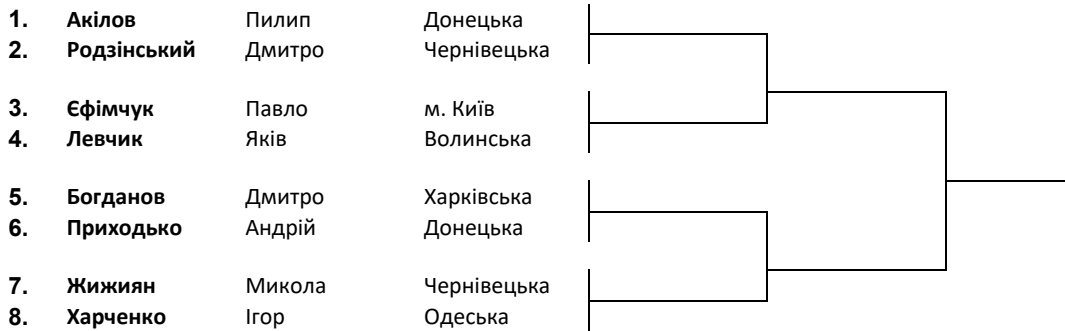 1. Акілов Пилип Донецька
2. Родзінський Дмитро Чернівецька
3. Єфімчук Павло м. Київ
4. Левчик Яків Волинська
5. Богданов Дмитро Харківська
6. Приходько Андрій Донецька
7. Жижиян Микола Чернівецька
8. Харченко Ігор Одеська